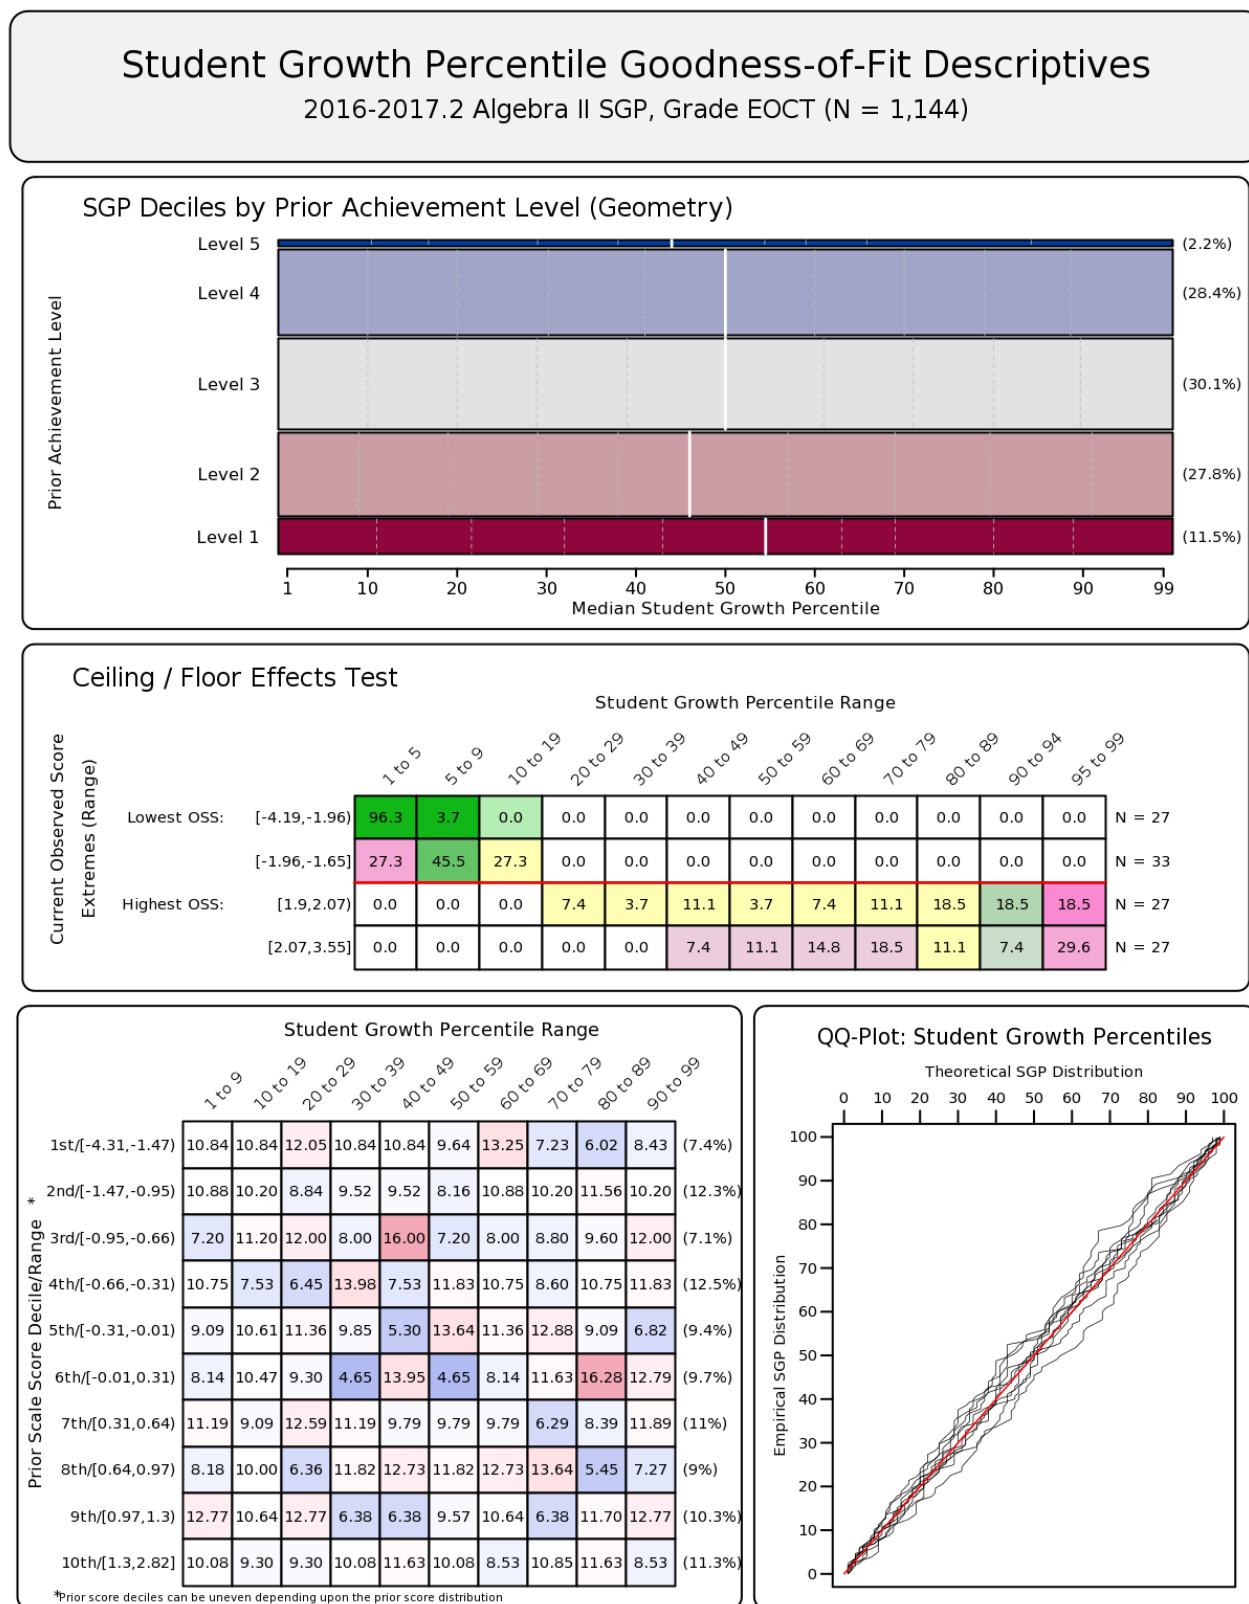 Student Growth Percentile Goodness-of-Fit Descriptives
2016-2017.2 Algebra II SGP, Grade EOCT (N = 1,144)
SGP Deciles by Prior Achievement Level (Geometry)
Prior Achievement Level
Level 5 (2.2%)
Level 4 (28.4%)
Level 3 (30.1%)
Level 2 (27.8%)
Level 1 (11.5%)
1 10 20 30 40 50 60 70 80 90 99
Median Student Growth Percentile
Ceiling / Floor Effects Test
Student Growth Percentile Range
Current Observed Score
Extremes (Range)
1 to 5 5 to 9 10 to 19 20 to 29 30 to 39 40 to 49 50 to 59 60 to 69 70 to 79 80 to 89 90 to 94 95 to 99
Lowest OSS: [-4.19,-1.96) 96.3 3.7 0.0 0.0 0.0 0.0 0.0 0.0 0.0 0.0 0.0 0.0 N = 27
[-1.96,-1.65] 27.3 45.5 27.3 0.0 0.0 0.0 0.0 0.0 0.0 0.0 0.0 0.0 N = 33
Highest OSS: [1.9,2.07) 0.0 0.0 0.0 7.4 3.7 11.1 3.7 7.4 11.1 18.5 18.5 18.5 N = 27
[2.07,3.55] 0.0 0.0 0.0 0.0 0.0 7.4 11.1 14.8 18.5 11.1 7.4 29.6 N = 27
Student Growth Percentile Range
Prior Scale Score Decile/Range *
1 to 9 10 to 19 20 to 29 30 to 39 40 to 49 50 to 59 60 to 69 70 to 79 80 to 89 90 to 99
1st/[-4.31,-1.47) 10.84 10.84 12.05 10.84 10.84 9.64 13.25 7.23 6.02 8.43 (7.4%)
2nd/[-1.47,-0.95) 10.88 10.20 8.84 9.52 9.52 8.16 10.88 10.20 11.56 10.20 (12.3%)
3rd/[-0.95,-0.66) 7.20 11.20 12.00 8.00 16.00 7.20 8.00 8.80 9.60 12.00 (7.1%)
4th/[-0.66,-0.31) 10.75 7.53 6.45 13.98 7.53 11.83 10.75 8.60 10.75 11.83 (12.5%)
5th/[-0.31,-0.01) 9.09 10.61 11.36 9.85 5.30 13.64 11.36 12.88 9.09 6.82 (9.4%)
6th/[-0.01,0.31) 8.14 10.47 9.30 4.65 13.95 4.65 8.14 11.63 16.28 12.79 (9.7%)
7th/[0.31,0.64) 11.19 9.09 12.59 11.19 9.79 9.79 9.79 6.29 8.39 11.89 (11%)
8th/[0.64,0.97) 8.18 10.00 6.36 11.82 12.73 11.82 12.73 13.64 5.45 7.27 (9%)
9th/[0.97,1.3) 12.77 10.64 12.77 6.38 6.38 9.57 10.64 6.38 11.70 12.77 (10.3%)
10th/[1.3,2.82] 10.08 9.30 9.30 10.08 11.63 10.08 8.53 10.85 11.63 8.53 (11.3%)
*Prior score deciles can be uneven depending upon the prior score distribution
QQ-Plot: Student Growth Percentiles
Theoretical SGP Distribution
0 10 20 30 40 50 60 70 80 90 100
Empirical SGP Distribution
100
90
80
70
60
50
40
30
20
10
0